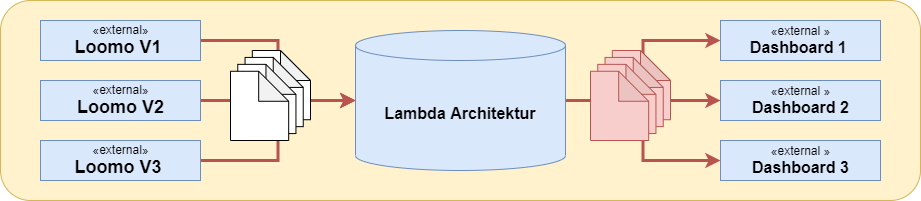 «external»
Loomo V1
«external»
Loomo V2
«external»
Loomo V3
Lambda Architektur
«external »
Dashboard 1
«external »
Dashboard 2
«external »
Dashboard 3